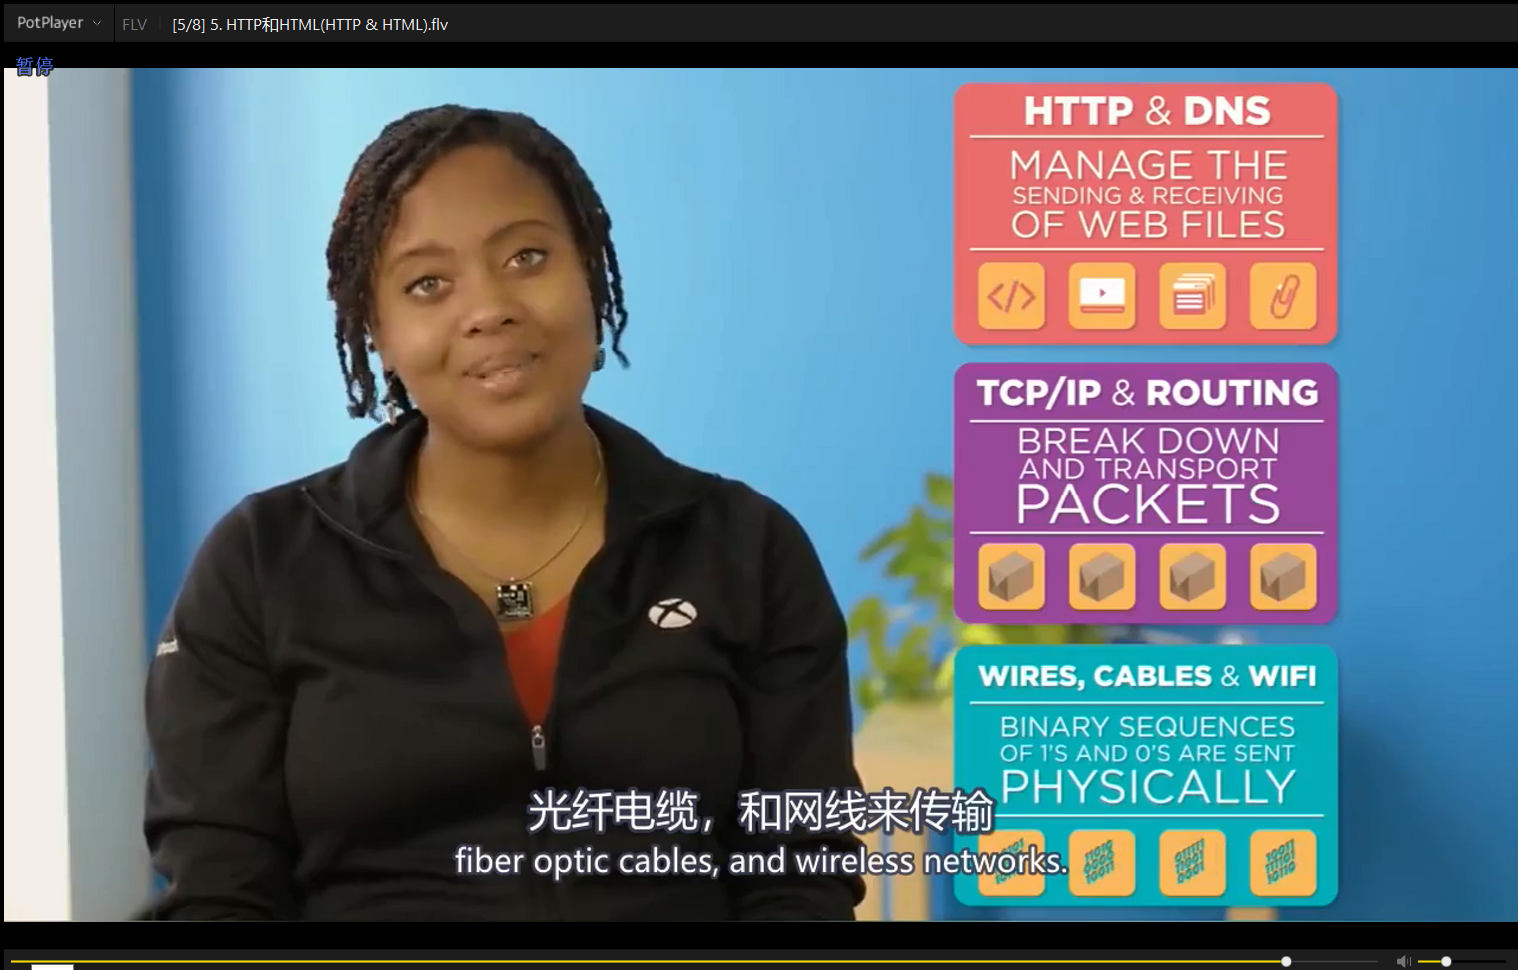 PotPlayer
FLV
[5/8] 5. HTTP和HTML(HTTP & HTML).flv
暂停
HTTP & DNS
MANAGE THE
SENDING & RECEIVING
OF WEB FILES
</>
TCP/IP & ROUTING
BREAK DOWN
AND TRANSPORT
PACKETS
WIRES, CABLES & WIFI
BINARY SEQUENCES
OF 1'S AND 0'S ARE SENT
PHYSICALLY
光纤电缆，和网线来传输
fiber optic cables, and wireless networks.